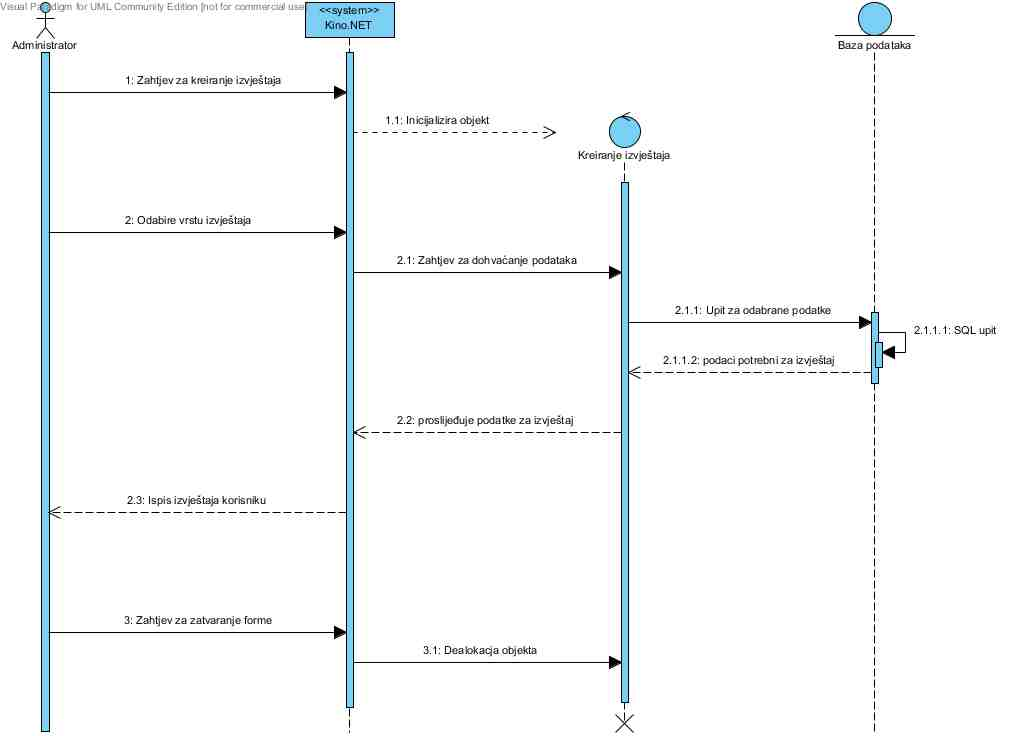 Visual Paradigm for UML Community Edition [not for commercial use
<<system>>
Kino.NET
Administrator
Baza podataka
1: Zahtjev za kreiranje izvještaja
1.1: Inicijalizira objekt
Kreiranje izvještaja
2: Odabire vrstu izvještaja
2.1: Zahtjev za dohvaćanje podataka
2.1.1: Upit za odabrane podatke
2.1.1.1: SQL upit
2.1.1.2: podaci potrebni za izvještaj
2.2: proslijeđuje podatke za izvještaj
2.3: Ispis izvještaja korisniku
3: Zahtjev za zatvaranje forme
3.1: Dealokacja objekta